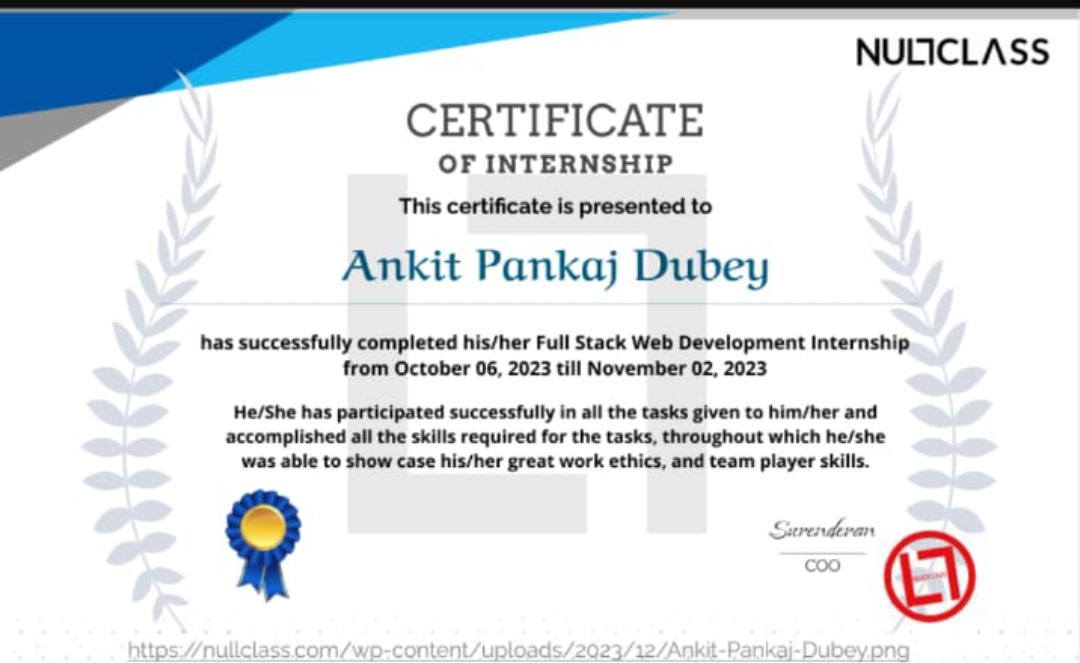 NULLCLASS
CERTIFICATE
OF INTERNSHIP
This certificate is presented to
Ankit Pankaj Dubey
has successfully completed his/her Full Stack Web Development Internship
from October 06, 2023 till November 02, 2023
He/She has participated successfully in all the tasks given to him/her and
accomplished all the skills required for the tasks, throughout which he/she
was able to show case his/her great work ethics, and team player skills.
Surenderan
COO
https://nullclass.com/wp-content/uploads/2023/12/Ankit-Pankaj-Dubey.png